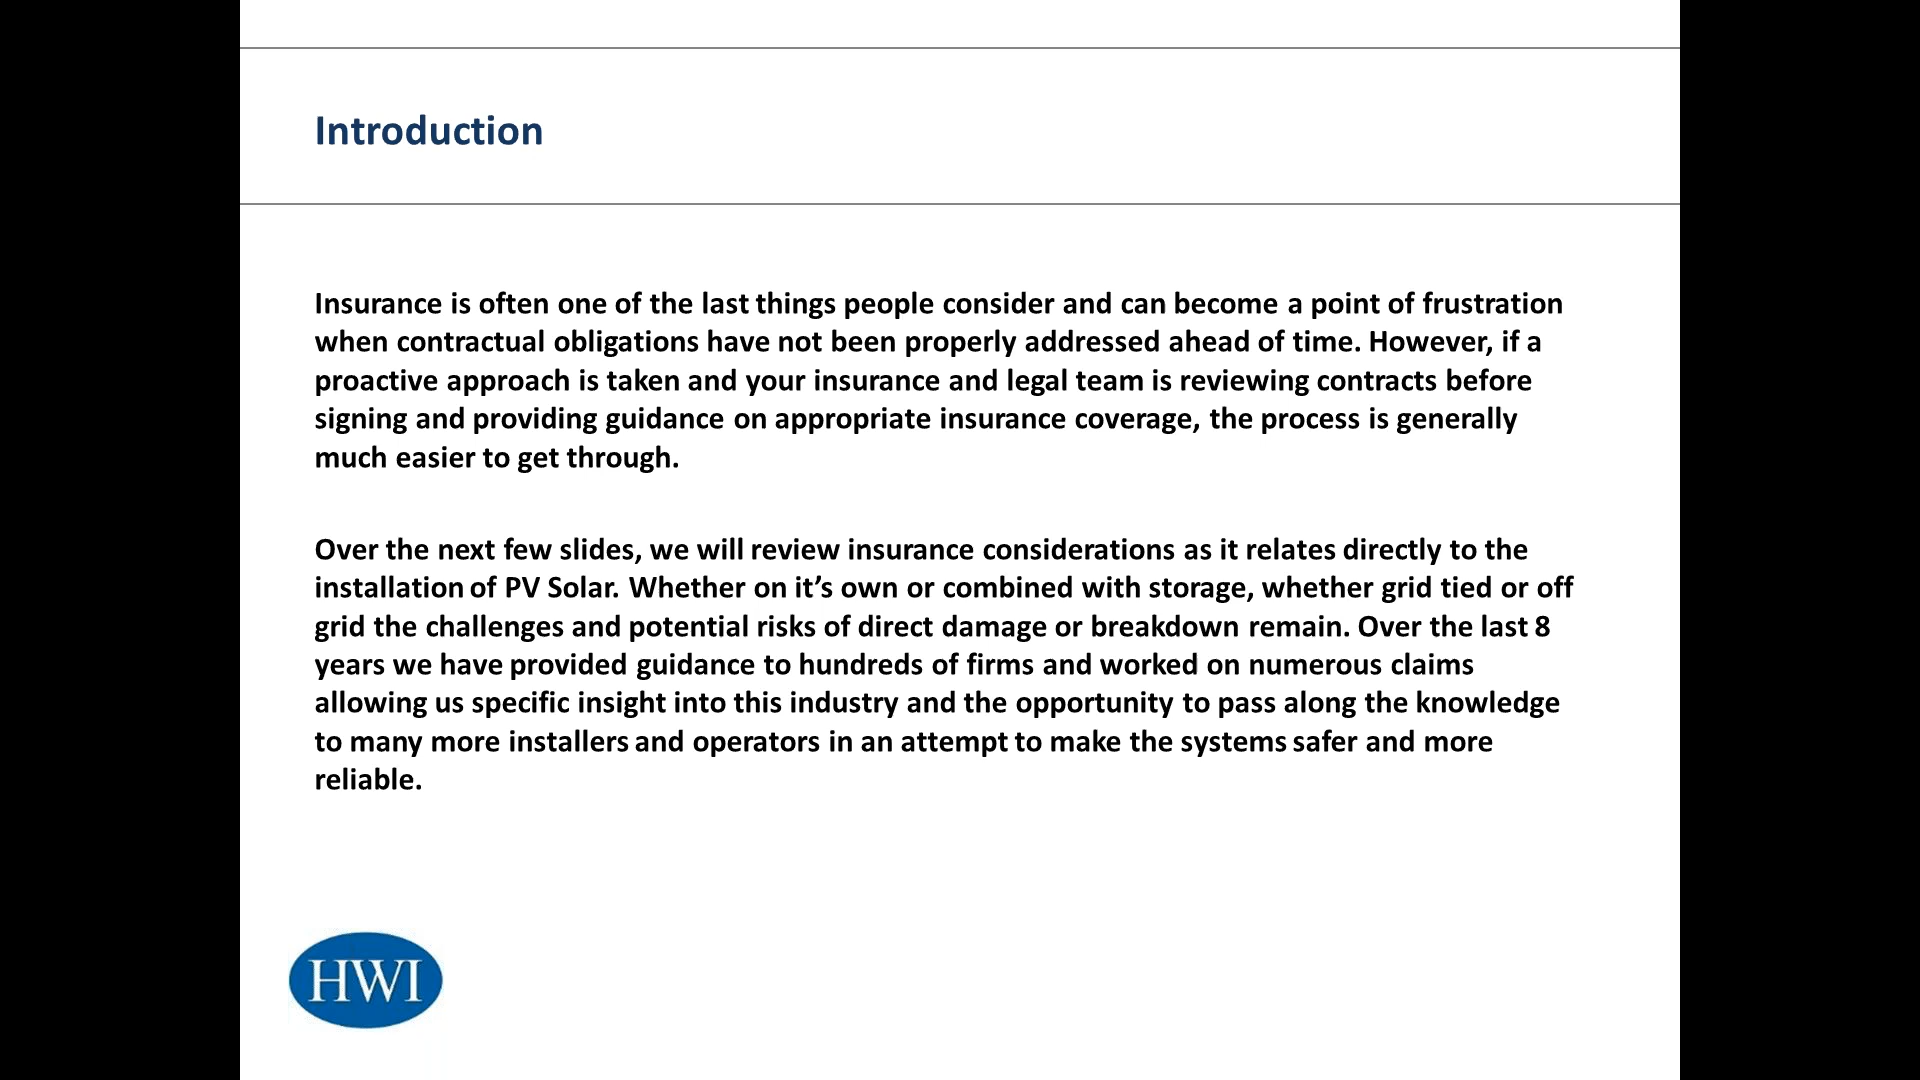 Introduction
Insurance is often one of the last things people consider and can become a point of frustration
when contractual obligations have not been properly addressed ahead of time. However, if a
proactive approach is taken and your insurance and legal team is reviewing contracts before
signing and providing guidance on appropriate insurance coverage, the process is generally
much easier to get through.
Over the next few slides, we will review insurance considerations as it relates directly to the
installation of PV Solar. Whether on it’s own or combined with storage, whether grid tied or off
grid the challenges and potential risks of direct damage or breakdown remain. Over the last 8
years we have provided guidance to hundreds of firms and worked on numerous claims
allowing us specific insight into this industry and the opportunity to pass along the knowledge
to many more installers and operators in an attempt to make the systems safer and more
reliable.
HWI